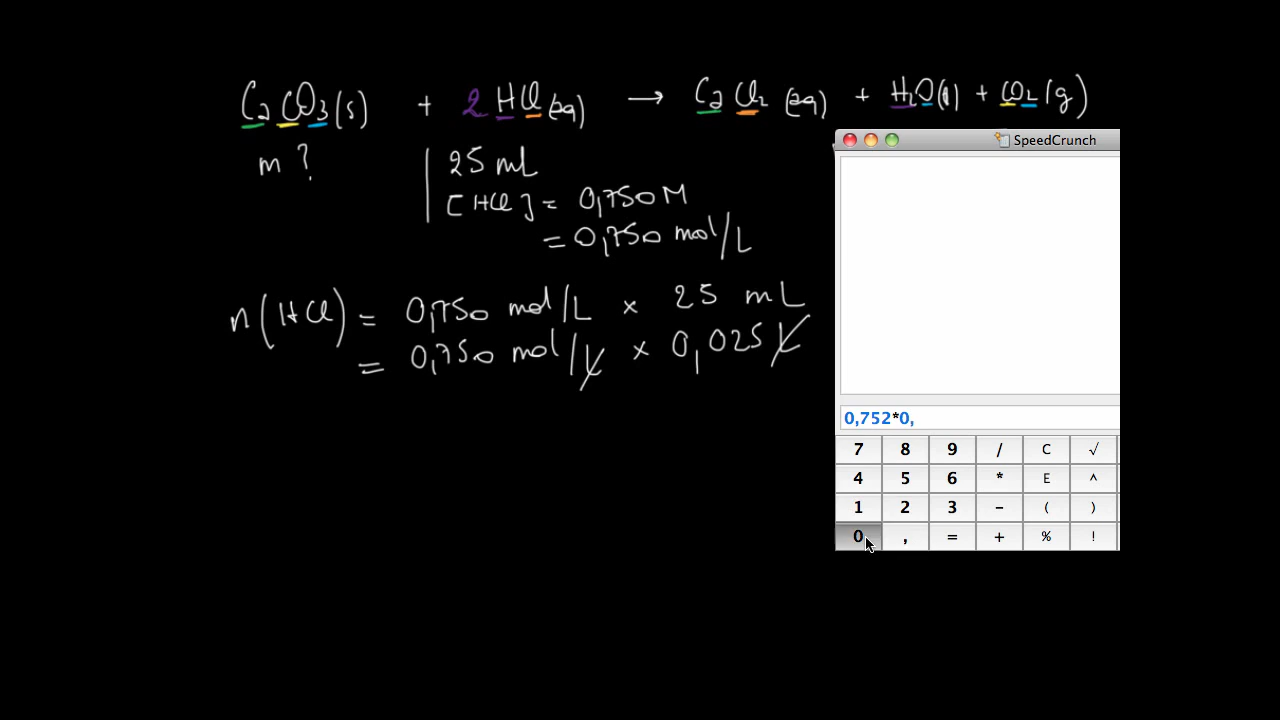 CaCO3(s) + 2 HCl(aq) → CaCl2(aq) + H2O(l) + CO2(g)
m ?
25 mL
[HCl] = 0,750 M
= 0,750 mol/L
n(HCl) = 0,750 mol/L × 25 mL
= 0,750 mol/L × 0,025 L
SpeedCrunch
0,752*0,
7 8 9 / C √
4 5 6 * E ^
1 2 3 - ( )
0 , = + % !